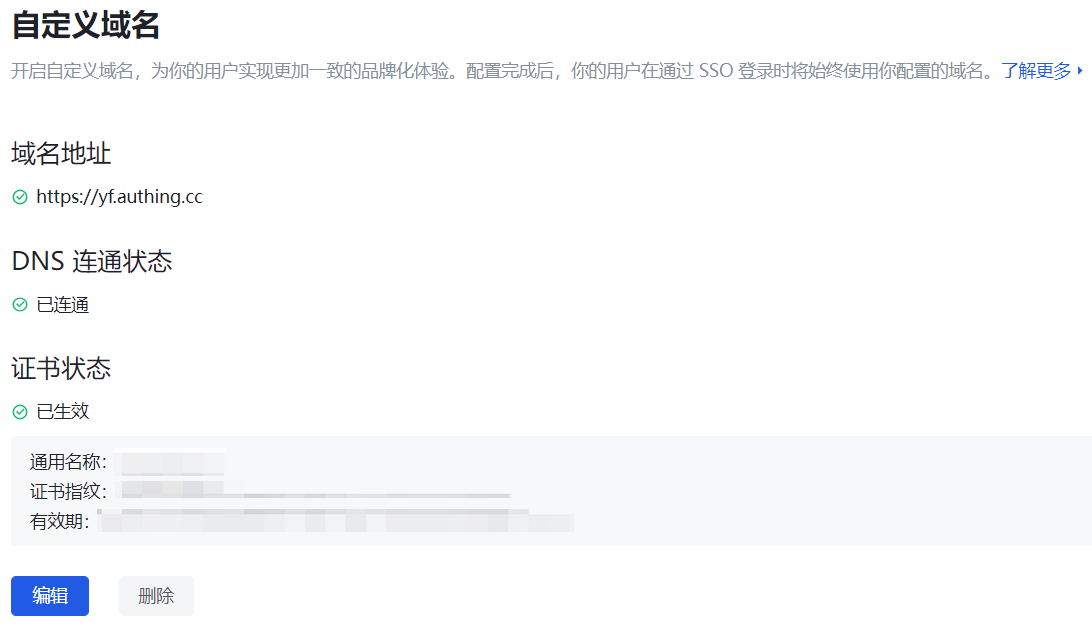 自定义域名
开启自定义域名，为你的用户实现更加一致的品牌化体验。配置完成后，你的用户在通过 SSO 登录时将始终使用你配置的域名。了解更多
域名地址
https://yf.authing.cc
DNS 连通状态
已连通
证书状态
已生效
通用名称：
证书指纹：
有效期：
编辑
删除